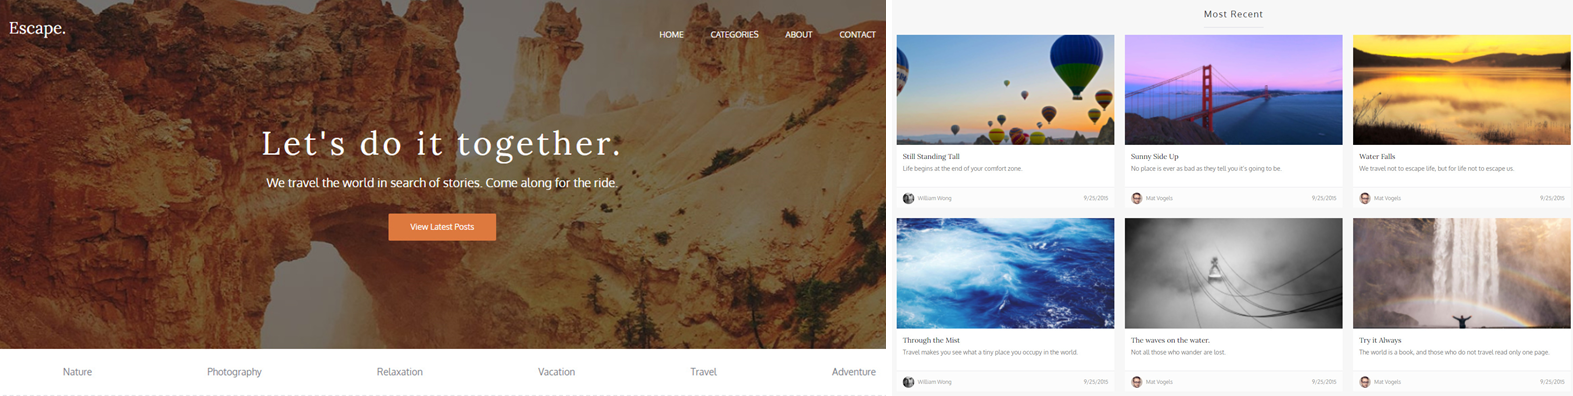 Escape.
HOME CATEGORIES ABOUT CONTACT
Let's do it together.
We travel the world in search of stories. Come along for the ride.
View Latest Posts
Nature Photography Relaxation Vacation Travel Adventure
Most Recent
Still Standing Tall
Life begins at the end of your comfort zone.
William Wong 9/25/2015
Sunny Side Up
No place is ever as bad as they tell you it's going to be.
Mat Vogels 9/25/2015
Water Falls
We travel not to escape life, but for life not to escape us.
Mat Vogels 9/25/2015
Through the Mist
Travel makes you see what a tiny place you occupy in the world.
William Wong 9/25/2015
The waves on the water.
Not all those who wander are lost.
Mat Vogels 9/25/2015
Try it Always
The world is a book, and those who do not travel read only one page.
Mat Vogels 9/25/2015